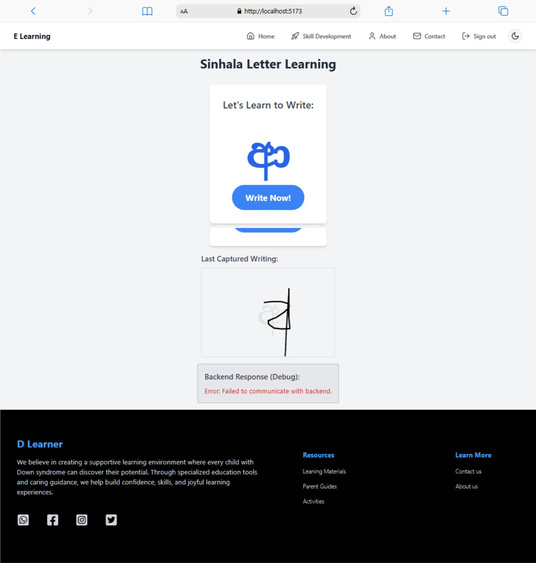 AA
http://localhost:5173
E Learning
Home
Skill Development
About
Contact
Sign out
Sinhala Letter Learning
Let's Learn to Write:
Write Now!
Last Captured Writing:
Backend Response (Debug):
Error: Failed to communicate with backend.
D Learner
We believe in creating a supportive learning environment where every child with
Down syndrome can discover their potential. Through specialized education tools
and caring guidance, we help build confidence, skills, and joyful learning
experiences.
Resources
Leaning Materials
Parent Guides
Activities
Learn More
Contact us
About us